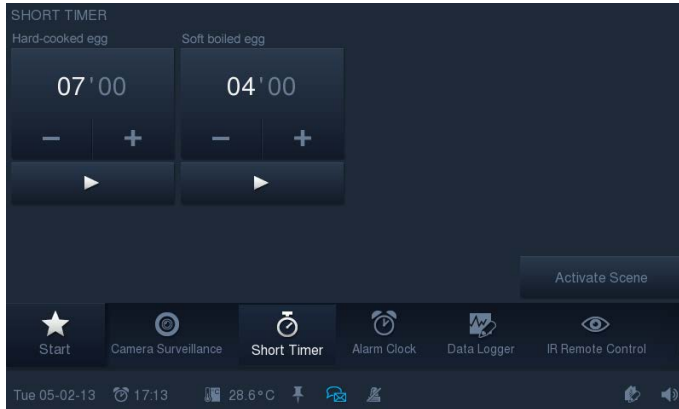 SHORT TIMER
Hard-cooked egg Soft boiled egg
07'00 04'00
− + − +
Activate Scene
Start Camera Surveillance Short Timer Alarm Clock Data Logger IR Remote Control
Tue 05-02-13 17:13 28.6°C